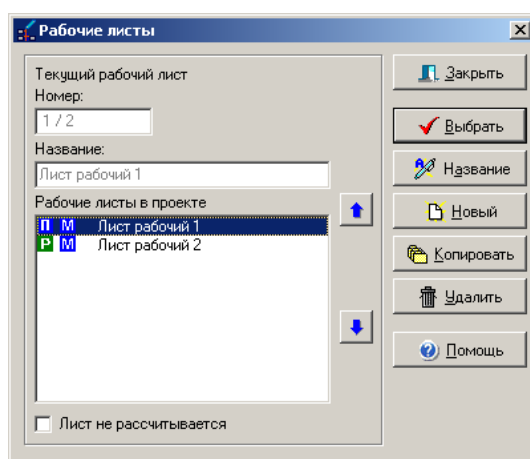 Рабочие листы
Текущий рабочий лист
Номер:
1 / 2
Название:
Лист рабочий 1
Рабочие листы в проекте
П М Лист рабочий 1
Р М Лист рабочий 2
Лист не рассчитывается
Закрыть
Выбрать
Название
Новый
Копировать
Удалить
Помощь